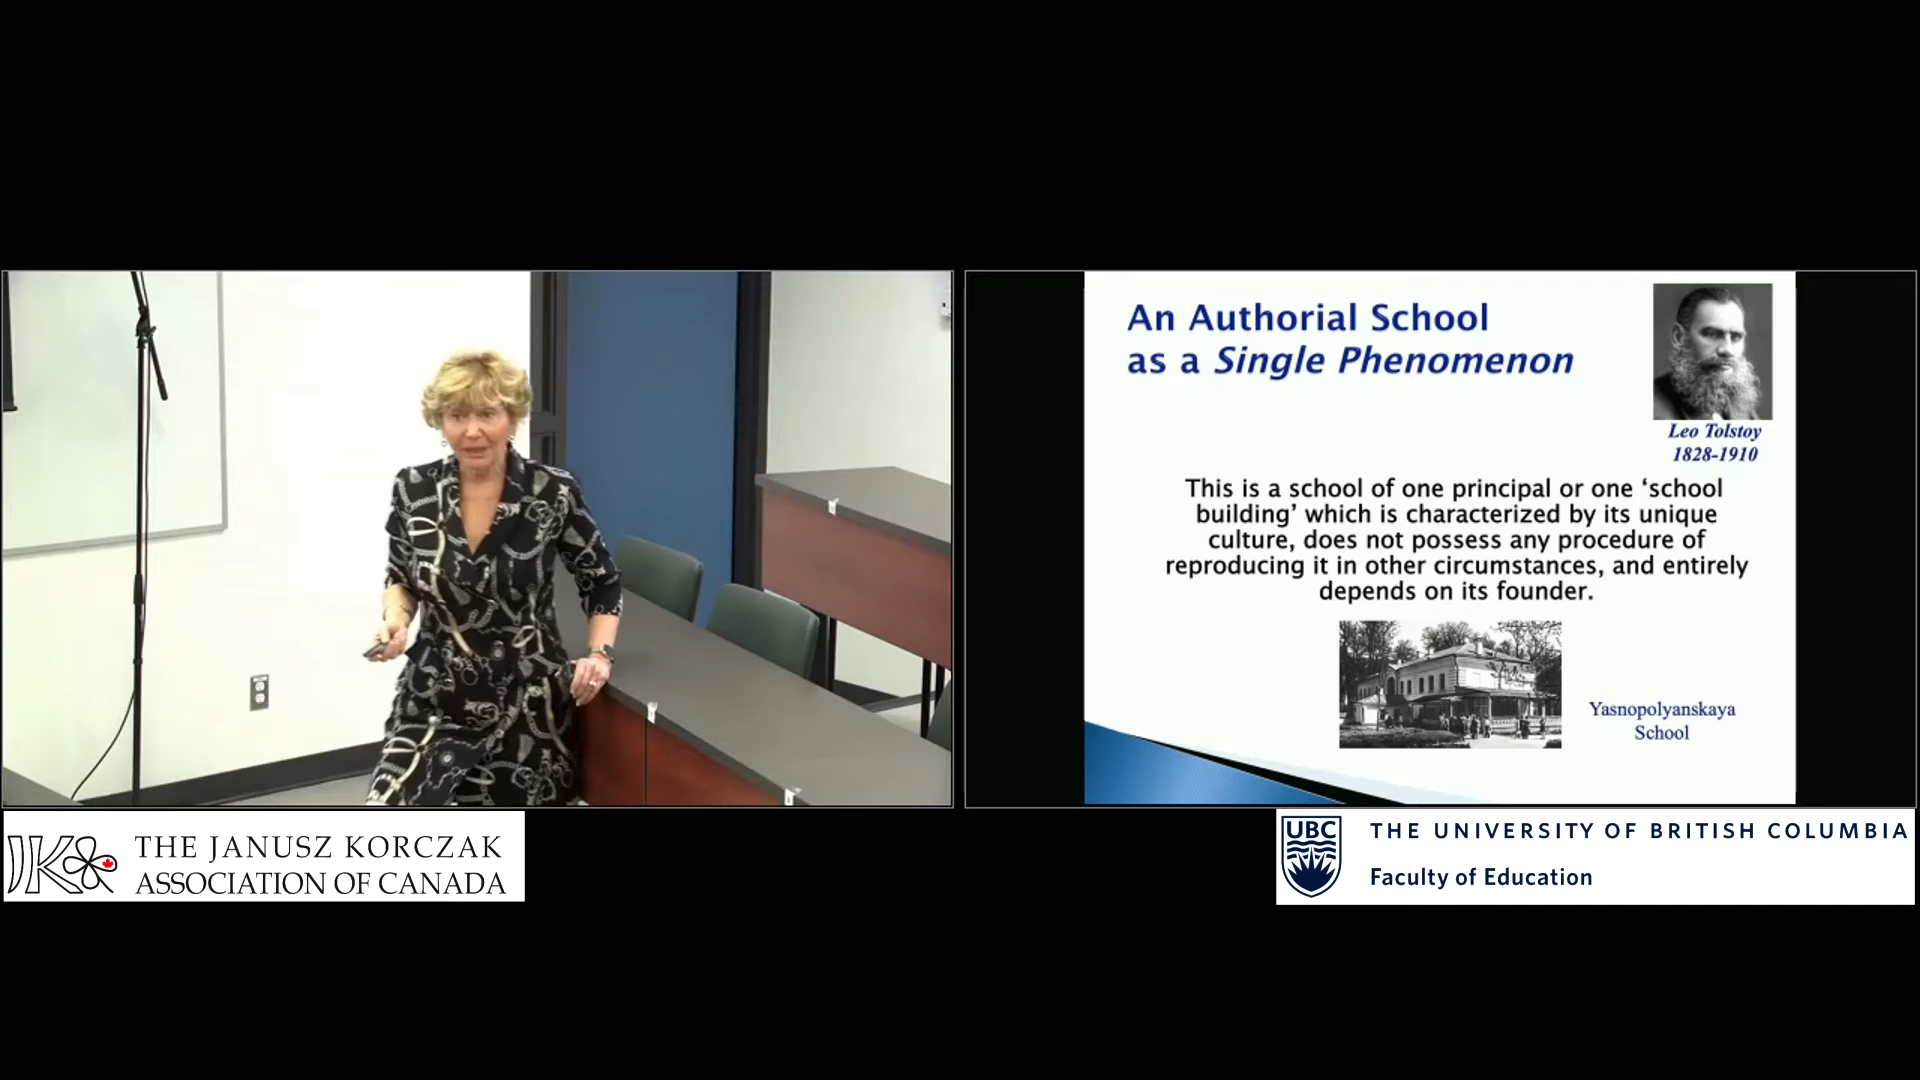 An Authorial School
as a Single Phenomenon
Leo Tolstoy
1828-1910
This is a school of one principal or one ‘school
building’ which is characterized by its unique
culture, does not possess any procedure of
reproducing it in other circumstances, and entirely
depends on its founder.
Yasnopolyanskaya
School
THE JANUSZ KORCZAK
ASSOCIATION OF CANADA
UBC
THE UNIVERSITY OF BRITISH COLUMBIA
Faculty of Education